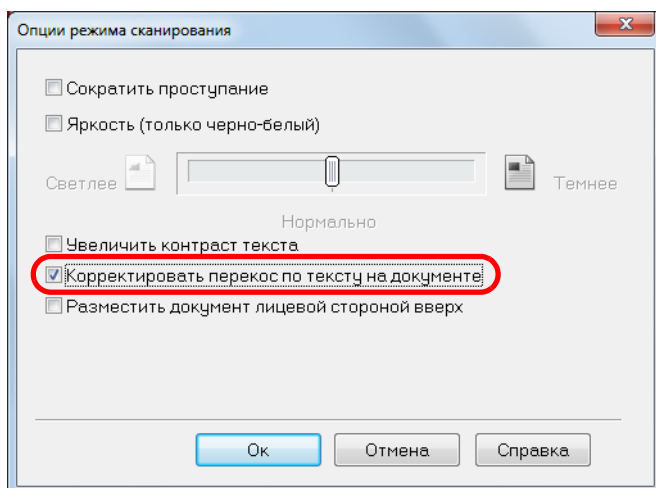 Опции режима сканирования
Сократить проступание
Яркость (только черно-белый)
Светлее Темнее
Нормально
Увеличить контраст текста
Корректировать перекос по тексту на документе
Разместить документ лицевой стороной вверх
Ок Отмена Справка